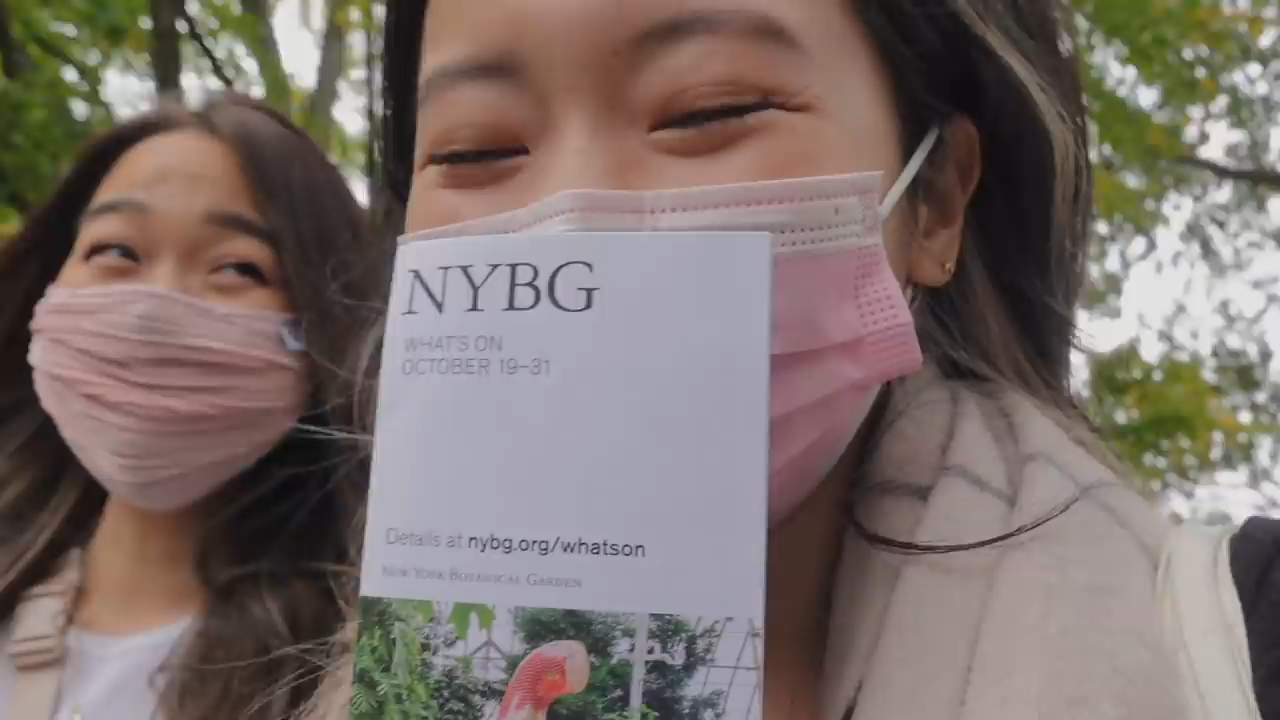 NYBG
WHAT'S ON
OCTOBER 19–31
Details at nybg.org/whatson
NEW YORK BOTANICAL GARDEN